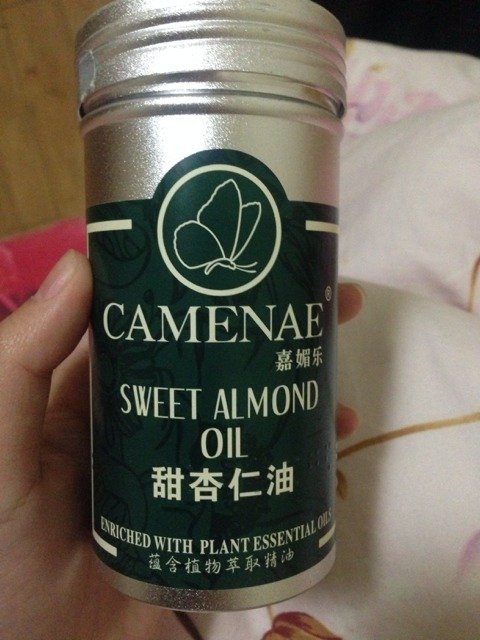 CAMENAE®
嘉媚乐
SWEET ALMOND
OIL
甜杏仁油
ENRICHED WITH PLANT ESSENTIAL OILS
蕴含植物萃取精油